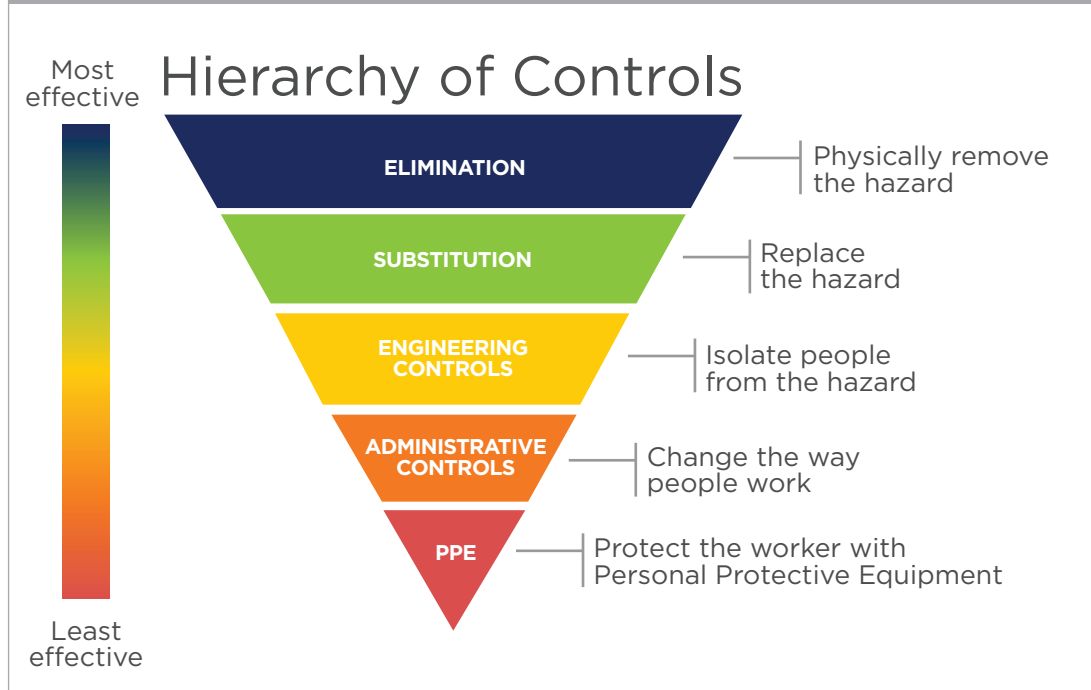 Hierarchy of Controls
Most
effective
ELIMINATION
Physically remove
the hazard
SUBSTITUTION
Replace
the hazard
ENGINEERING
CONTROLS
Isolate people
from the hazard
ADMINISTRATIVE
CONTROLS
Change the way
people work
PPE
Protect the worker with
Personal Protective Equipment
Least
effective